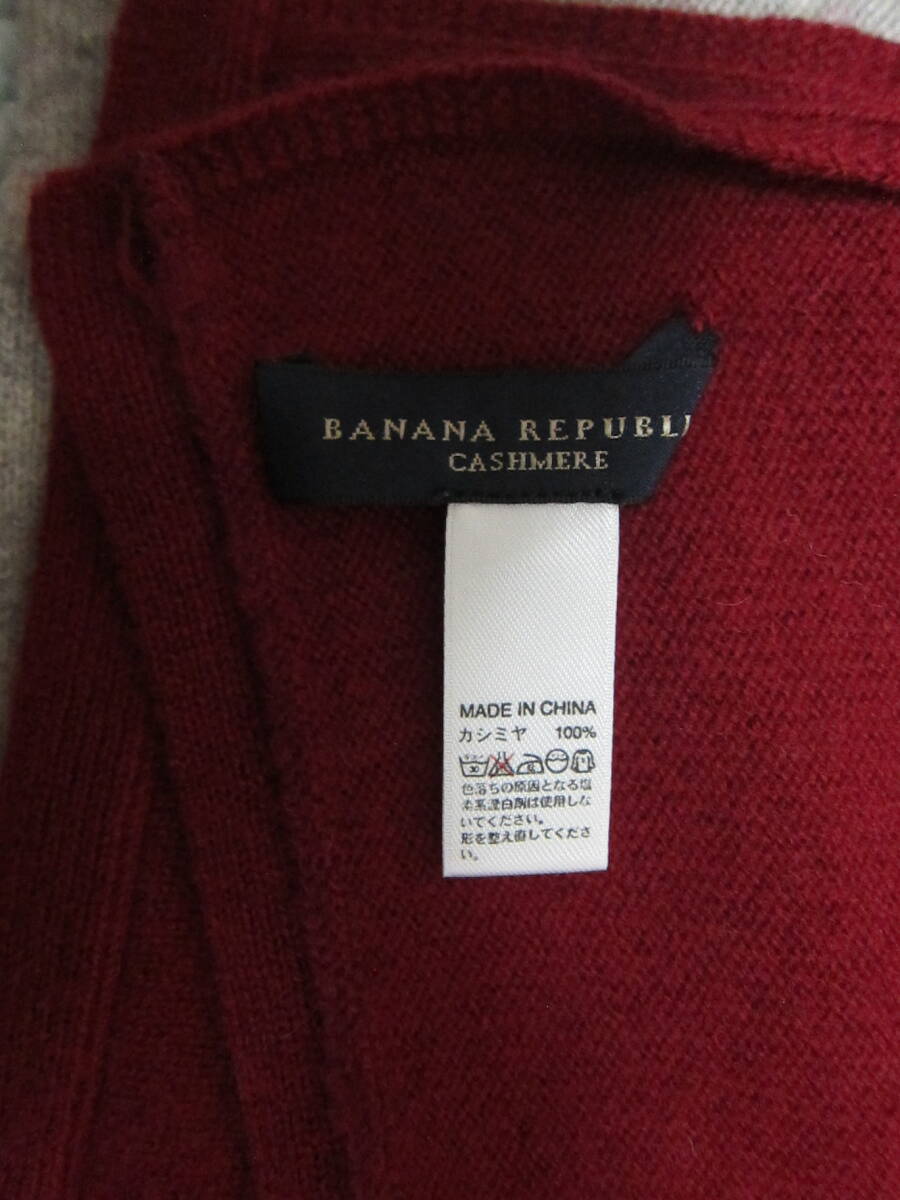 BANANA REPUBLI
CASHMERE
MADE IN CHINA
カシミヤ 100%
30
色落ちの原因となる塩
素系漂白剤は使用しな
いでください。
形を整え直してくださ
い。